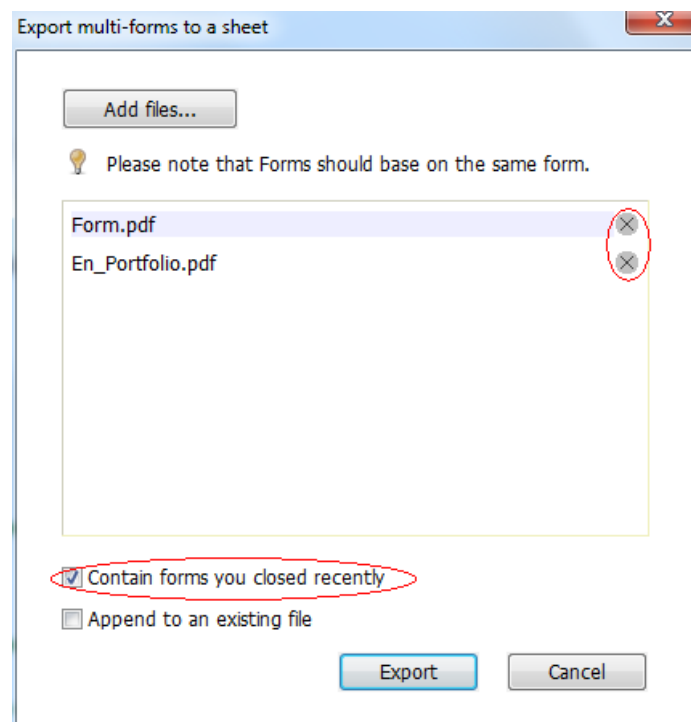 Export multi-forms to a sheet
Add files...
Please note that Forms should base on the same form.
Form.pdf
En_Portfolio.pdf
Contain forms you closed recently
Append to an existing file
Export Cancel